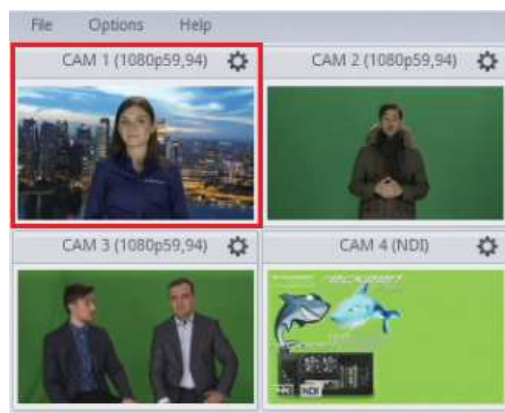 File Options Help
CAM 1 (1080p59,94)
CAM 2 (1080p59,94)
CAM 3 (1080p59,94)
CAM 4 (NDI)
NDI